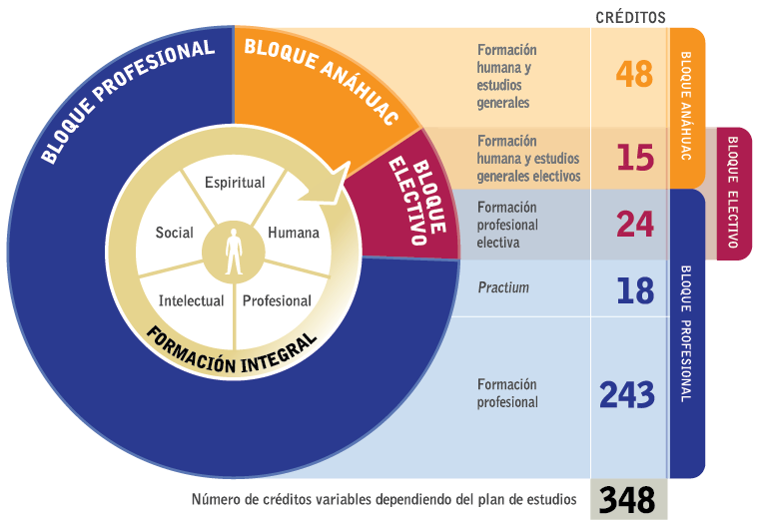 CRÉDITOS
BLOQUE PROFESIONAL
BLOQUE ANÁHUAC
BLOQUE
ELECTIVO
Espiritual
Social
Humana
Intelectual
Profesional
FORMACIÓN INTEGRAL
Formación
humana y
estudios
generales
48
Formación
humana y estudios
generales electivos
15
Formación
profesional
electiva
24
Practium
18
Formación
profesional
243
BLOQUE ANÁHUAC
BLOQUE ELECTIVO
BLOQUE PROFESIONAL
Número de créditos variables dependiendo del plan de estudios
348